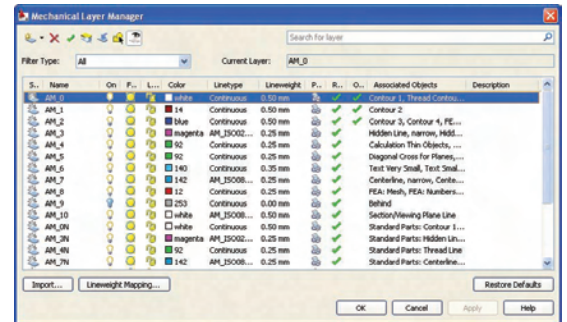 Mechanical Layer Manager
Search for layer
Filter Type: All Current Layer: AM_0
S... Name On F... L... Color Linetype Lineweight P... R... O... Associated Objects Description
AM_0 white Continuous 0.50 mm Contour 1, Thread Contou...
AM_1 14 Continuous 0.50 mm Contour 2
AM_2 blue Continuous 0.50 mm Contour 3, Contour 4, FE...
AM_3 magenta AM_ISO02... 0.25 mm Hidden Line, narrow, Hidd...
AM_4 92 Continuous 0.25 mm Calculation Thin Objects, ...
AM_5 92 Continuous 0.25 mm Diagonal Cross for Planes,...
AM_6 140 Continuous 0.35 mm Text Very Small, Text Smal...
AM_7 142 AM_ISO08... 0.25 mm Centerline, narrow, Cente...
AM_8 12 Continuous 0.25 mm FEA: Mesh, FEA: Numbers...
AM_9 253 Continuous 0.00 mm Behind
AM_10 white AM_ISO08... 0.50 mm Section/Viewing Plane Line
AM_0N white Continuous 0.50 mm Standard Parts: Contour 1...
AM_3N magenta AM_ISO02... 0.25 mm Standard Parts: Hidden Lin...
AM_4N 92 Continuous 0.25 mm Standard Parts: Thread Line
AM_7N 142 AM_ISO08... 0.25 mm Standard Parts: Centerline...
Import... Lineweight Mapping... Restore Defaults
OK Cancel Apply Help